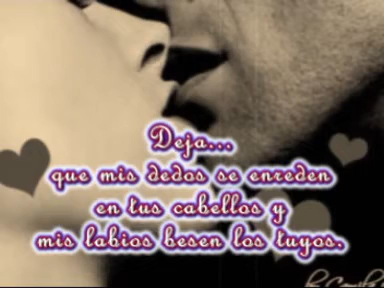 Deja...
que mis dedos se enreden
en tus cabellos y
mis labios besen los tuyos.